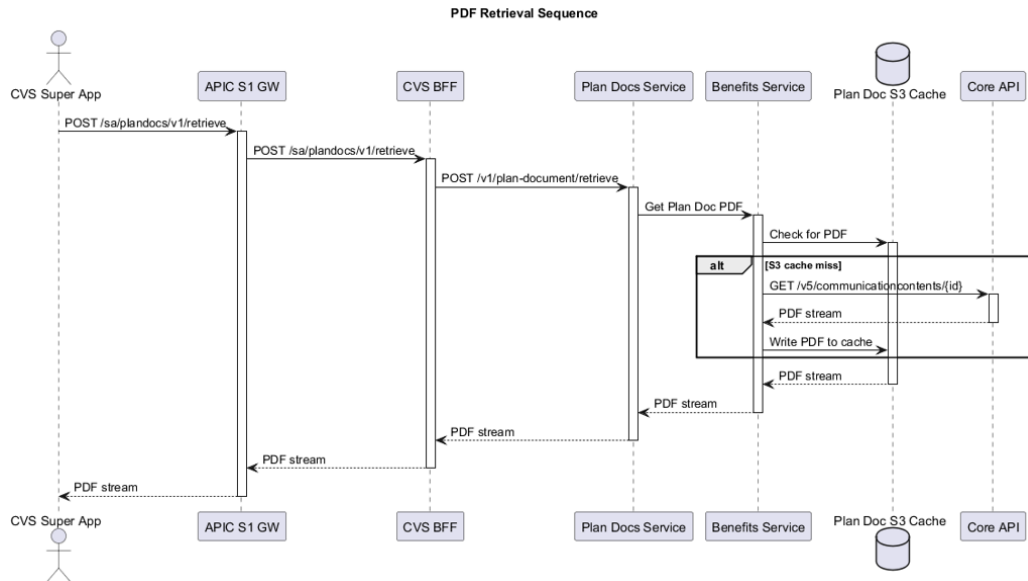 PDF Retrieval Sequence
CVS Super App
APIC S1 GW
CVS BFF
Plan Docs Service
Benefits Service
Plan Doc S3 Cache
Core API
POST /sa/plandocs/v1/retrieve
POST /sa/plandocs/v1/retrieve
POST /v1/plan-document/retrieve
Get Plan Doc PDF
Check for PDF
alt
[S3 cache miss]
GET /v5/communicationcontents/{id}
PDF stream
Write PDF to cache
PDF stream
PDF stream
PDF stream
PDF stream
PDF stream
CVS Super App
APIC S1 GW
CVS BFF
Plan Docs Service
Benefits Service
Plan Doc S3 Cache
Core API